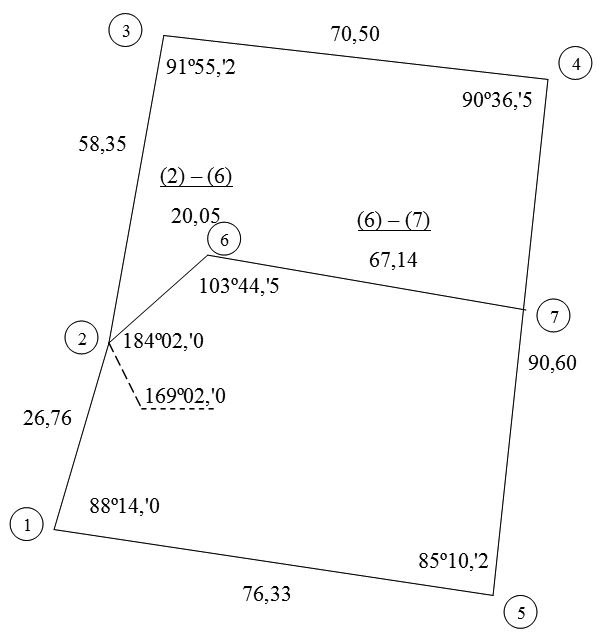 3
70,50
4
91º55,'2
90º36,'5
58,35
(2) – (6)
20,05
(6) – (7)
6
67,14
103º44,'5
7
2
184º02,'0
90,60
169º02,'0
26,76
88º14,'0
1
85º10,'2
76,33
5